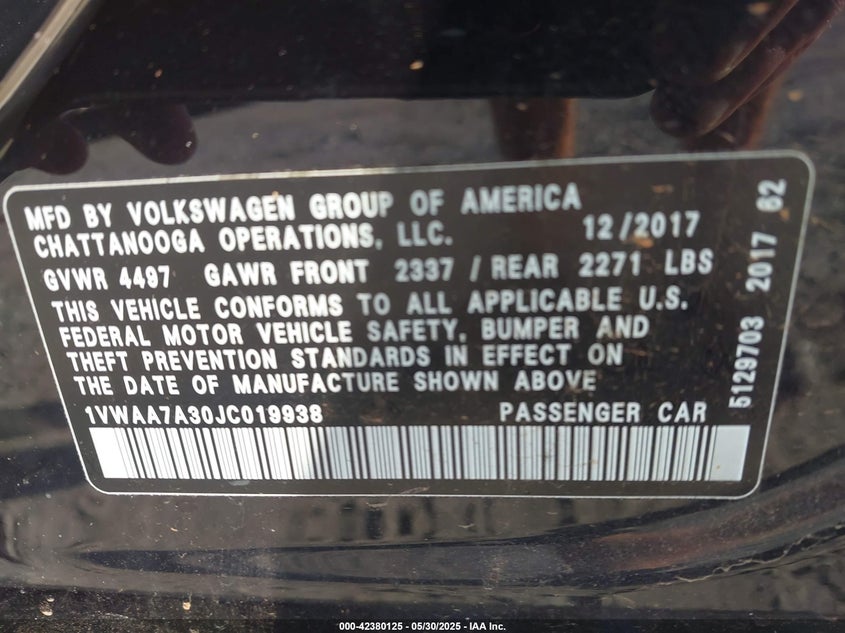 MFD BY VOLKSWAGEN GROUP OF AMERICA
CHATTANOOGA OPERATIONS, LLC. 12/2017
GVWR 4497 GAWR FRONT 2337 / REAR 2271 LBS
THIS VEHICLE CONFORMS TO ALL APPLICABLE U.S.
FEDERAL MOTOR VEHICLE SAFETY, BUMPER AND
THEFT PREVENTION STANDARDS IN EFFECT ON
THE DATE OF MANUFACTURE SHOWN ABOVE
1VWAA7A30JC019938 PASSENGER CAR
5129703 2017 62
000-42380125 - 05/30/2025 - IAA Inc.